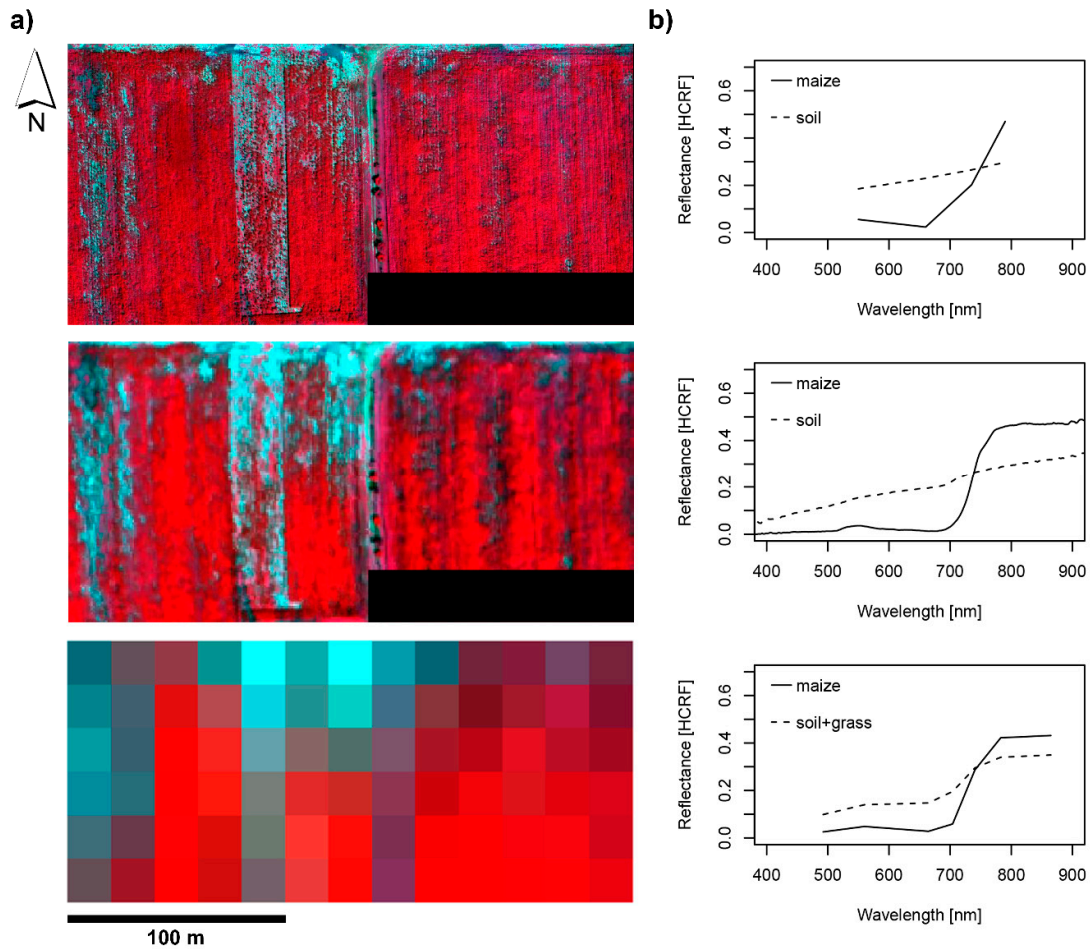 a)
N
100 m
b)
Reflectance [HCRF]
0.0 0.2 0.4 0.6
maize
soil
400 500 600 700 800 900
Wavelength [nm]
Reflectance [HCRF]
0.0 0.2 0.4 0.6
maize
soil
400 500 600 700 800 900
Wavelength [nm]
Reflectance [HCRF]
0.0 0.2 0.4 0.6
maize
soil+grass
400 500 600 700 800 900
Wavelength [nm]